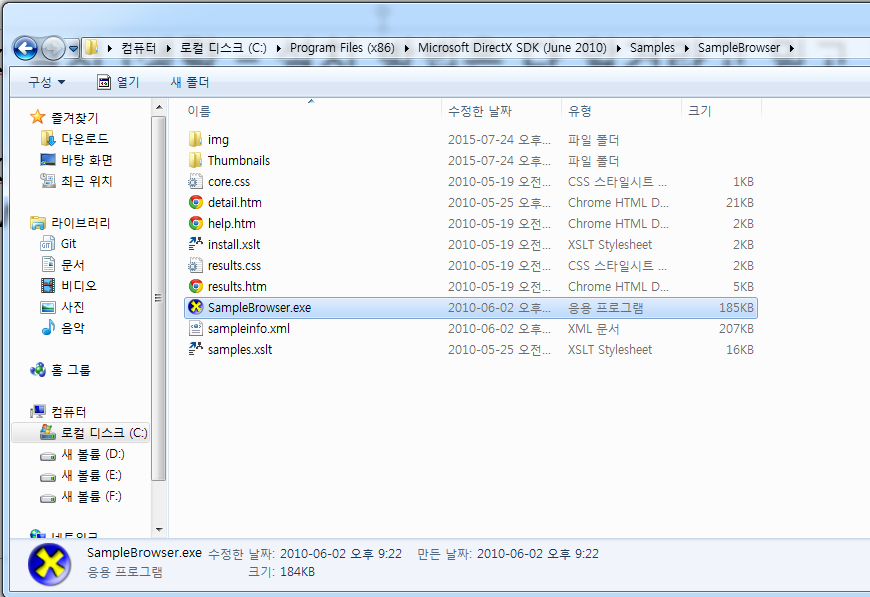 컴퓨터 로컬 디스크 (C:) Program Files (x86) Microsoft DirectX SDK (June 2010) Samples SampleBrowser
구성 열기 새 폴더
즐겨찾기
다운로드
바탕 화면
최근 위치
라이브러리
Git
문서
비디오
사진
음악
홈 그룹
컴퓨터
로컬 디스크 (C:)
새 볼륨 (D:)
새 볼륨 (E:)
새 볼륨 (F:)
네트워크
이름 수정한 날짜 유형 크기
img 2015-07-24 오후... 파일 폴더
Thumbnails 2015-07-24 오후... 파일 폴더
core.css 2010-05-19 오전... CSS 스타일시트 ... 1KB
detail.htm 2010-05-25 오후... Chrome HTML D... 21KB
help.htm 2010-05-19 오전... Chrome HTML D... 2KB
install.xslt 2010-05-19 오전... XSLT Stylesheet 2KB
results.css 2010-05-19 오전... CSS 스타일시트 ... 2KB
results.htm 2010-05-19 오전... Chrome HTML D... 5KB
SampleBrowser.exe 2010-06-02 오후... 응용 프로그램 185KB
sampleinfo.xml 2010-06-02 오후... XML 문서 207KB
samples.xslt 2010-05-25 오전... XSLT Stylesheet 16KB
SampleBrowser.exe 수정한 날짜: 2010-06-02 오후 9:22 만든 날짜: 2010-06-02 오후 9:22
응용 프로그램 크기: 184KB